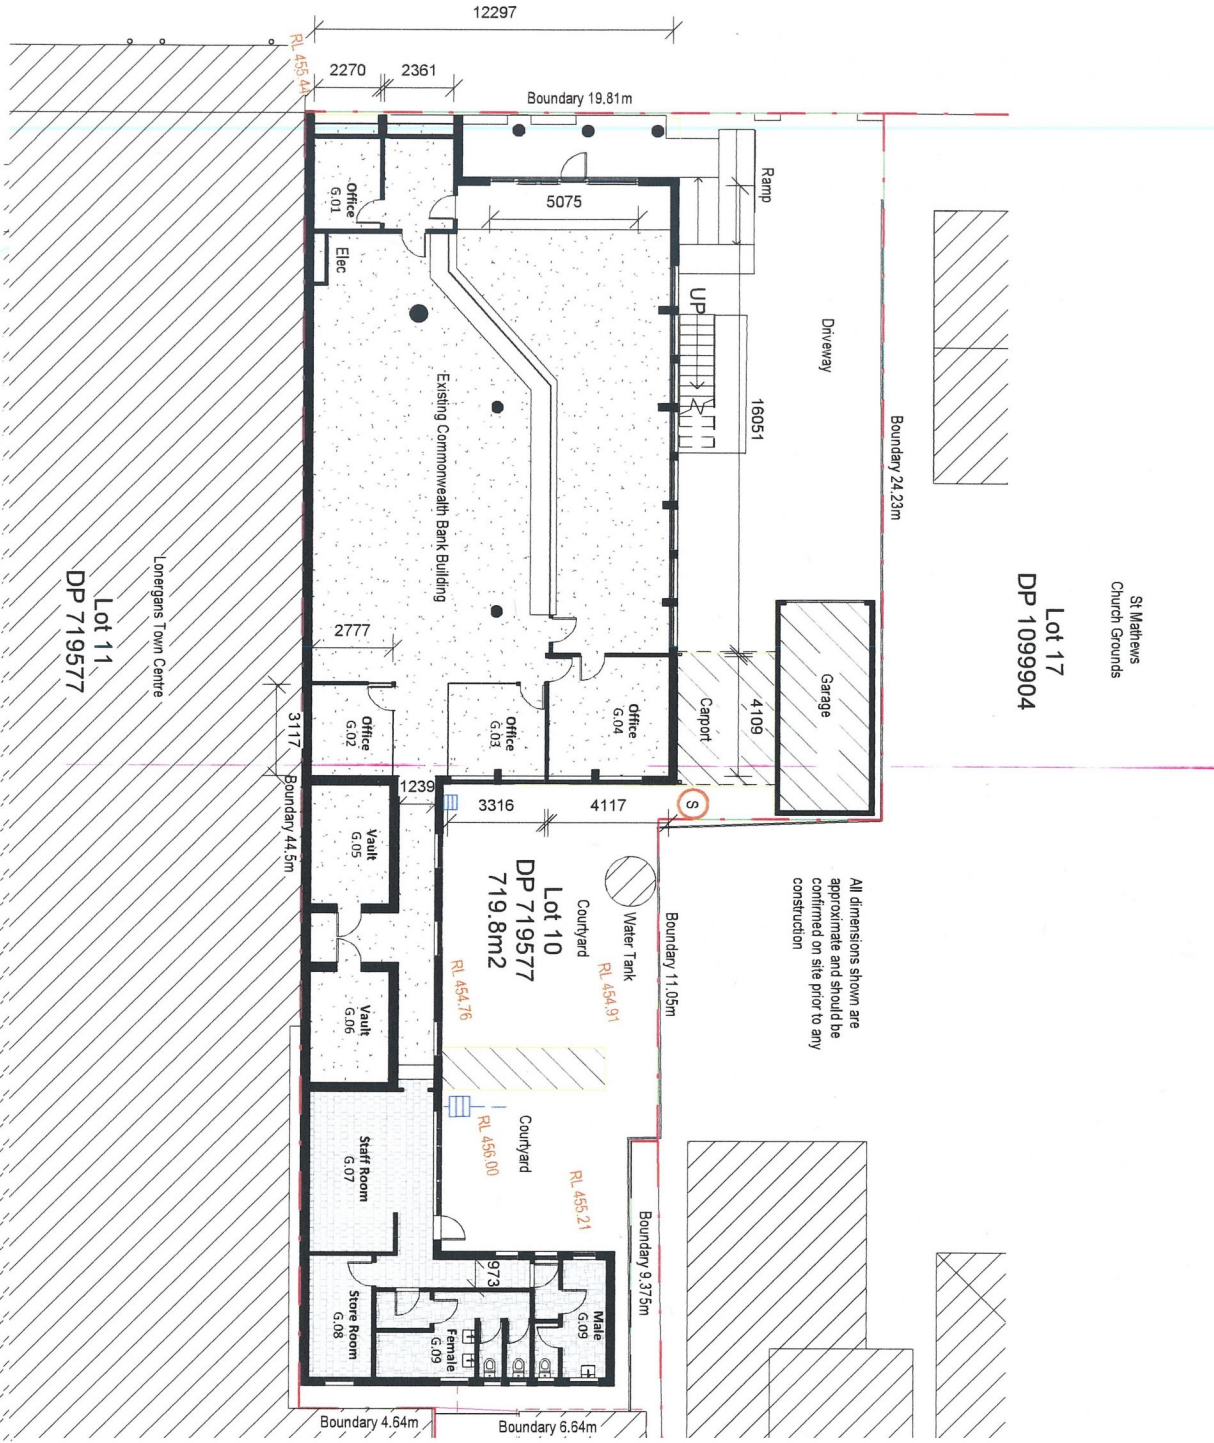 12297
RL 455.44
2270
2361
Boundary 19.81m
Ramp
Office
G.01
5075
Elec
UP
Driveway
Existing Commonwealth Bank Building
16051
Boundary 24.23m
St Mathews
Church Grounds
Lot 17
DP 1099904
Lonergans Town Centre
Lot 11
DP 719577
2777
3117
Office
G.02
Office
G.03
Office
G.04
Carport
4109
Garage
Boundary 44.5m
1239
3316
4117
S
Vault
G.05
Lot 10
DP 719577
719.8m2
Courtyard
Water Tank
Boundary 11.05m
All dimensions shown are
approximate and should be
confirmed on site prior to any
construction
RL 454.76
RL 454.91
Vault
G.06
Courtyard
RL 456.00
RL 455.21
Staff Room
G.07
Boundary 9.375m
973
Store Room
G.08
Female
G.09
Male
G.09
Boundary 4.64m
Boundary 6.64m